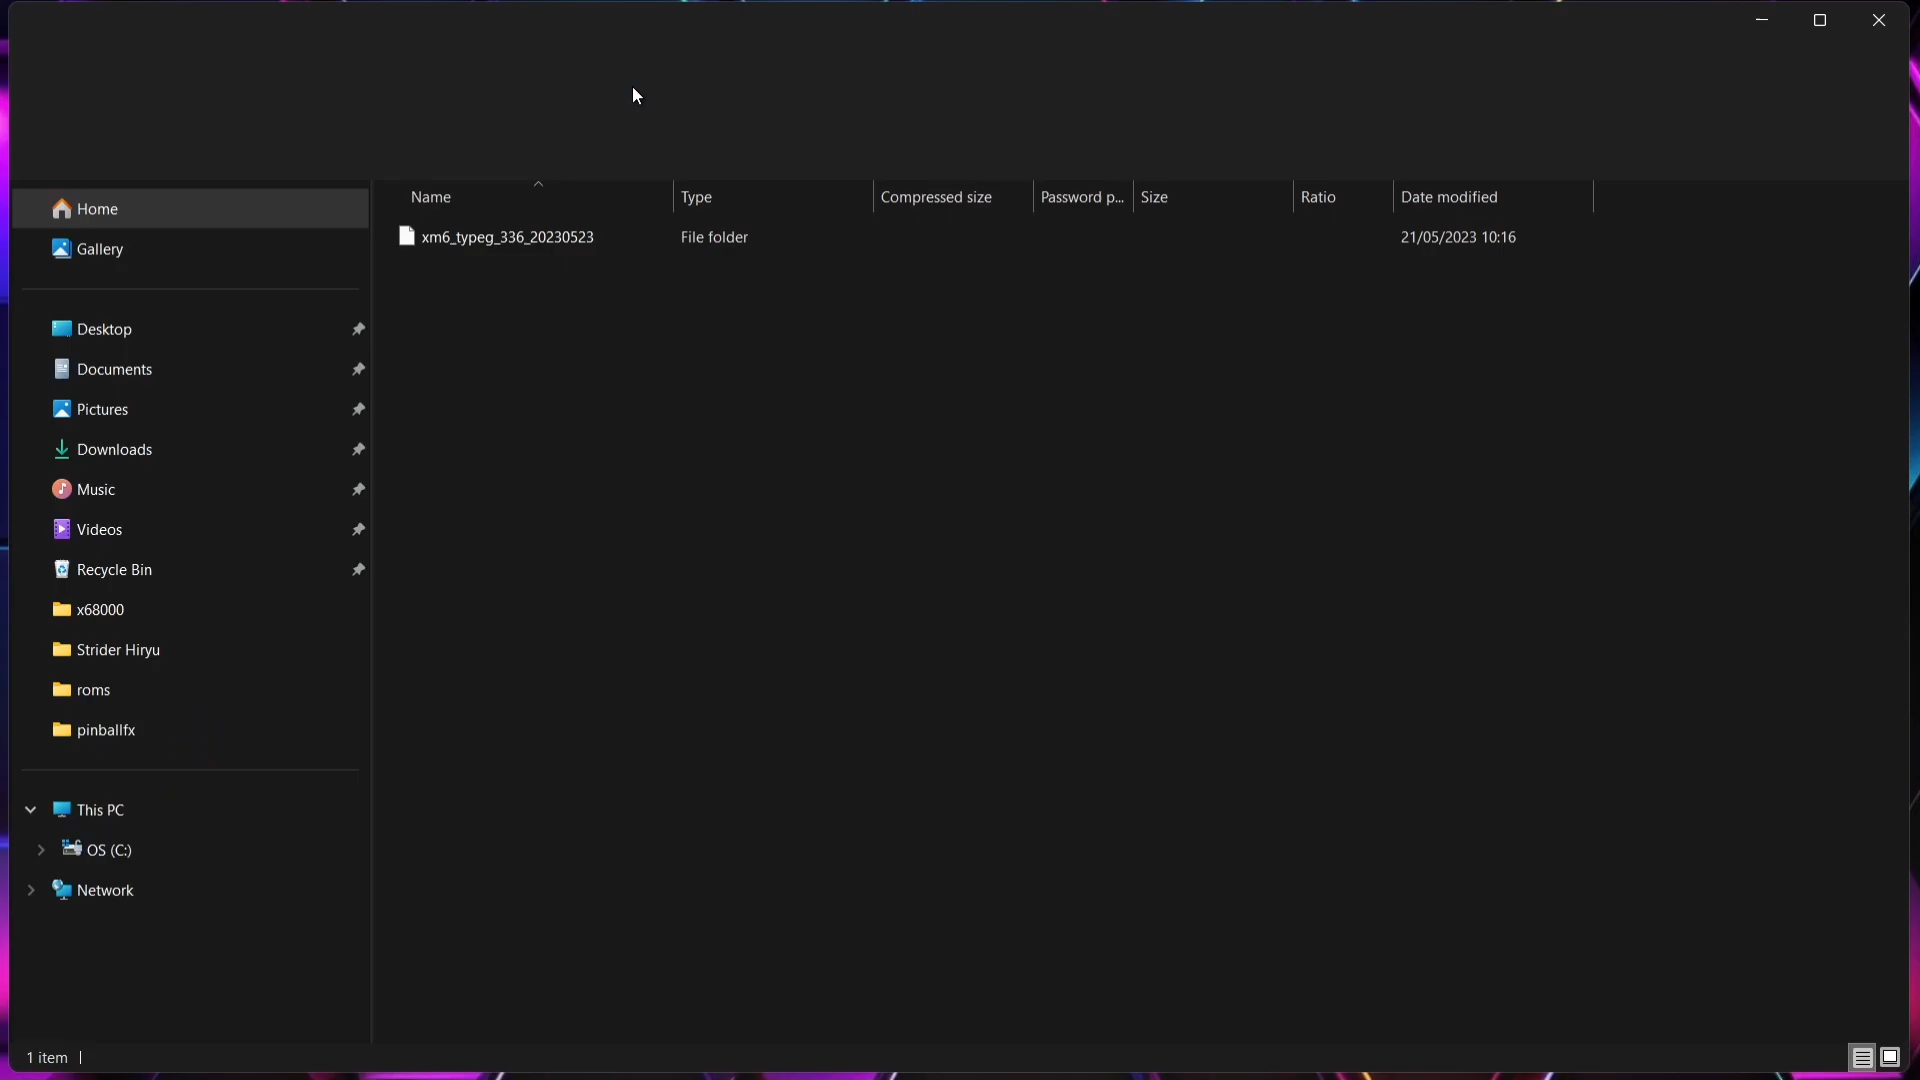 Name
Type
Compressed size
Password p...
Size
Ratio
Date modified
xm6_typeg_336_20230523
File folder
21/05/2023 10:16
Home
Gallery
Desktop
Documents
Pictures
Downloads
Music
Videos
Recycle Bin
x68000
Strider Hiryu
roms
pinballfx
This PC
OS (C:)
Network
1 item